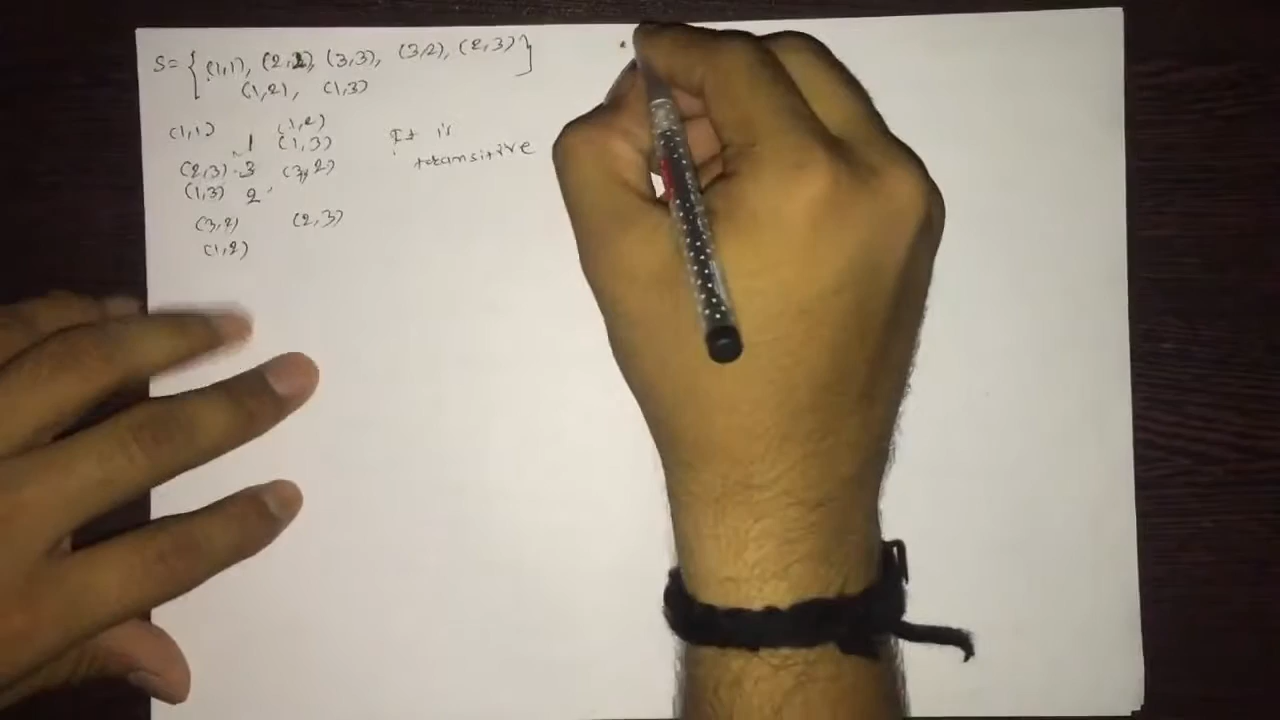 S= { (1,1), (2,2), (3,3), (3,2), (2,3) }
(1,2), (1,3)
(1,1) (1,2)
1 (1,3)
(2,3) 3 (3,2)
(1,3) 2
(3,2) (2,3)
(1,2)
It is
transitive